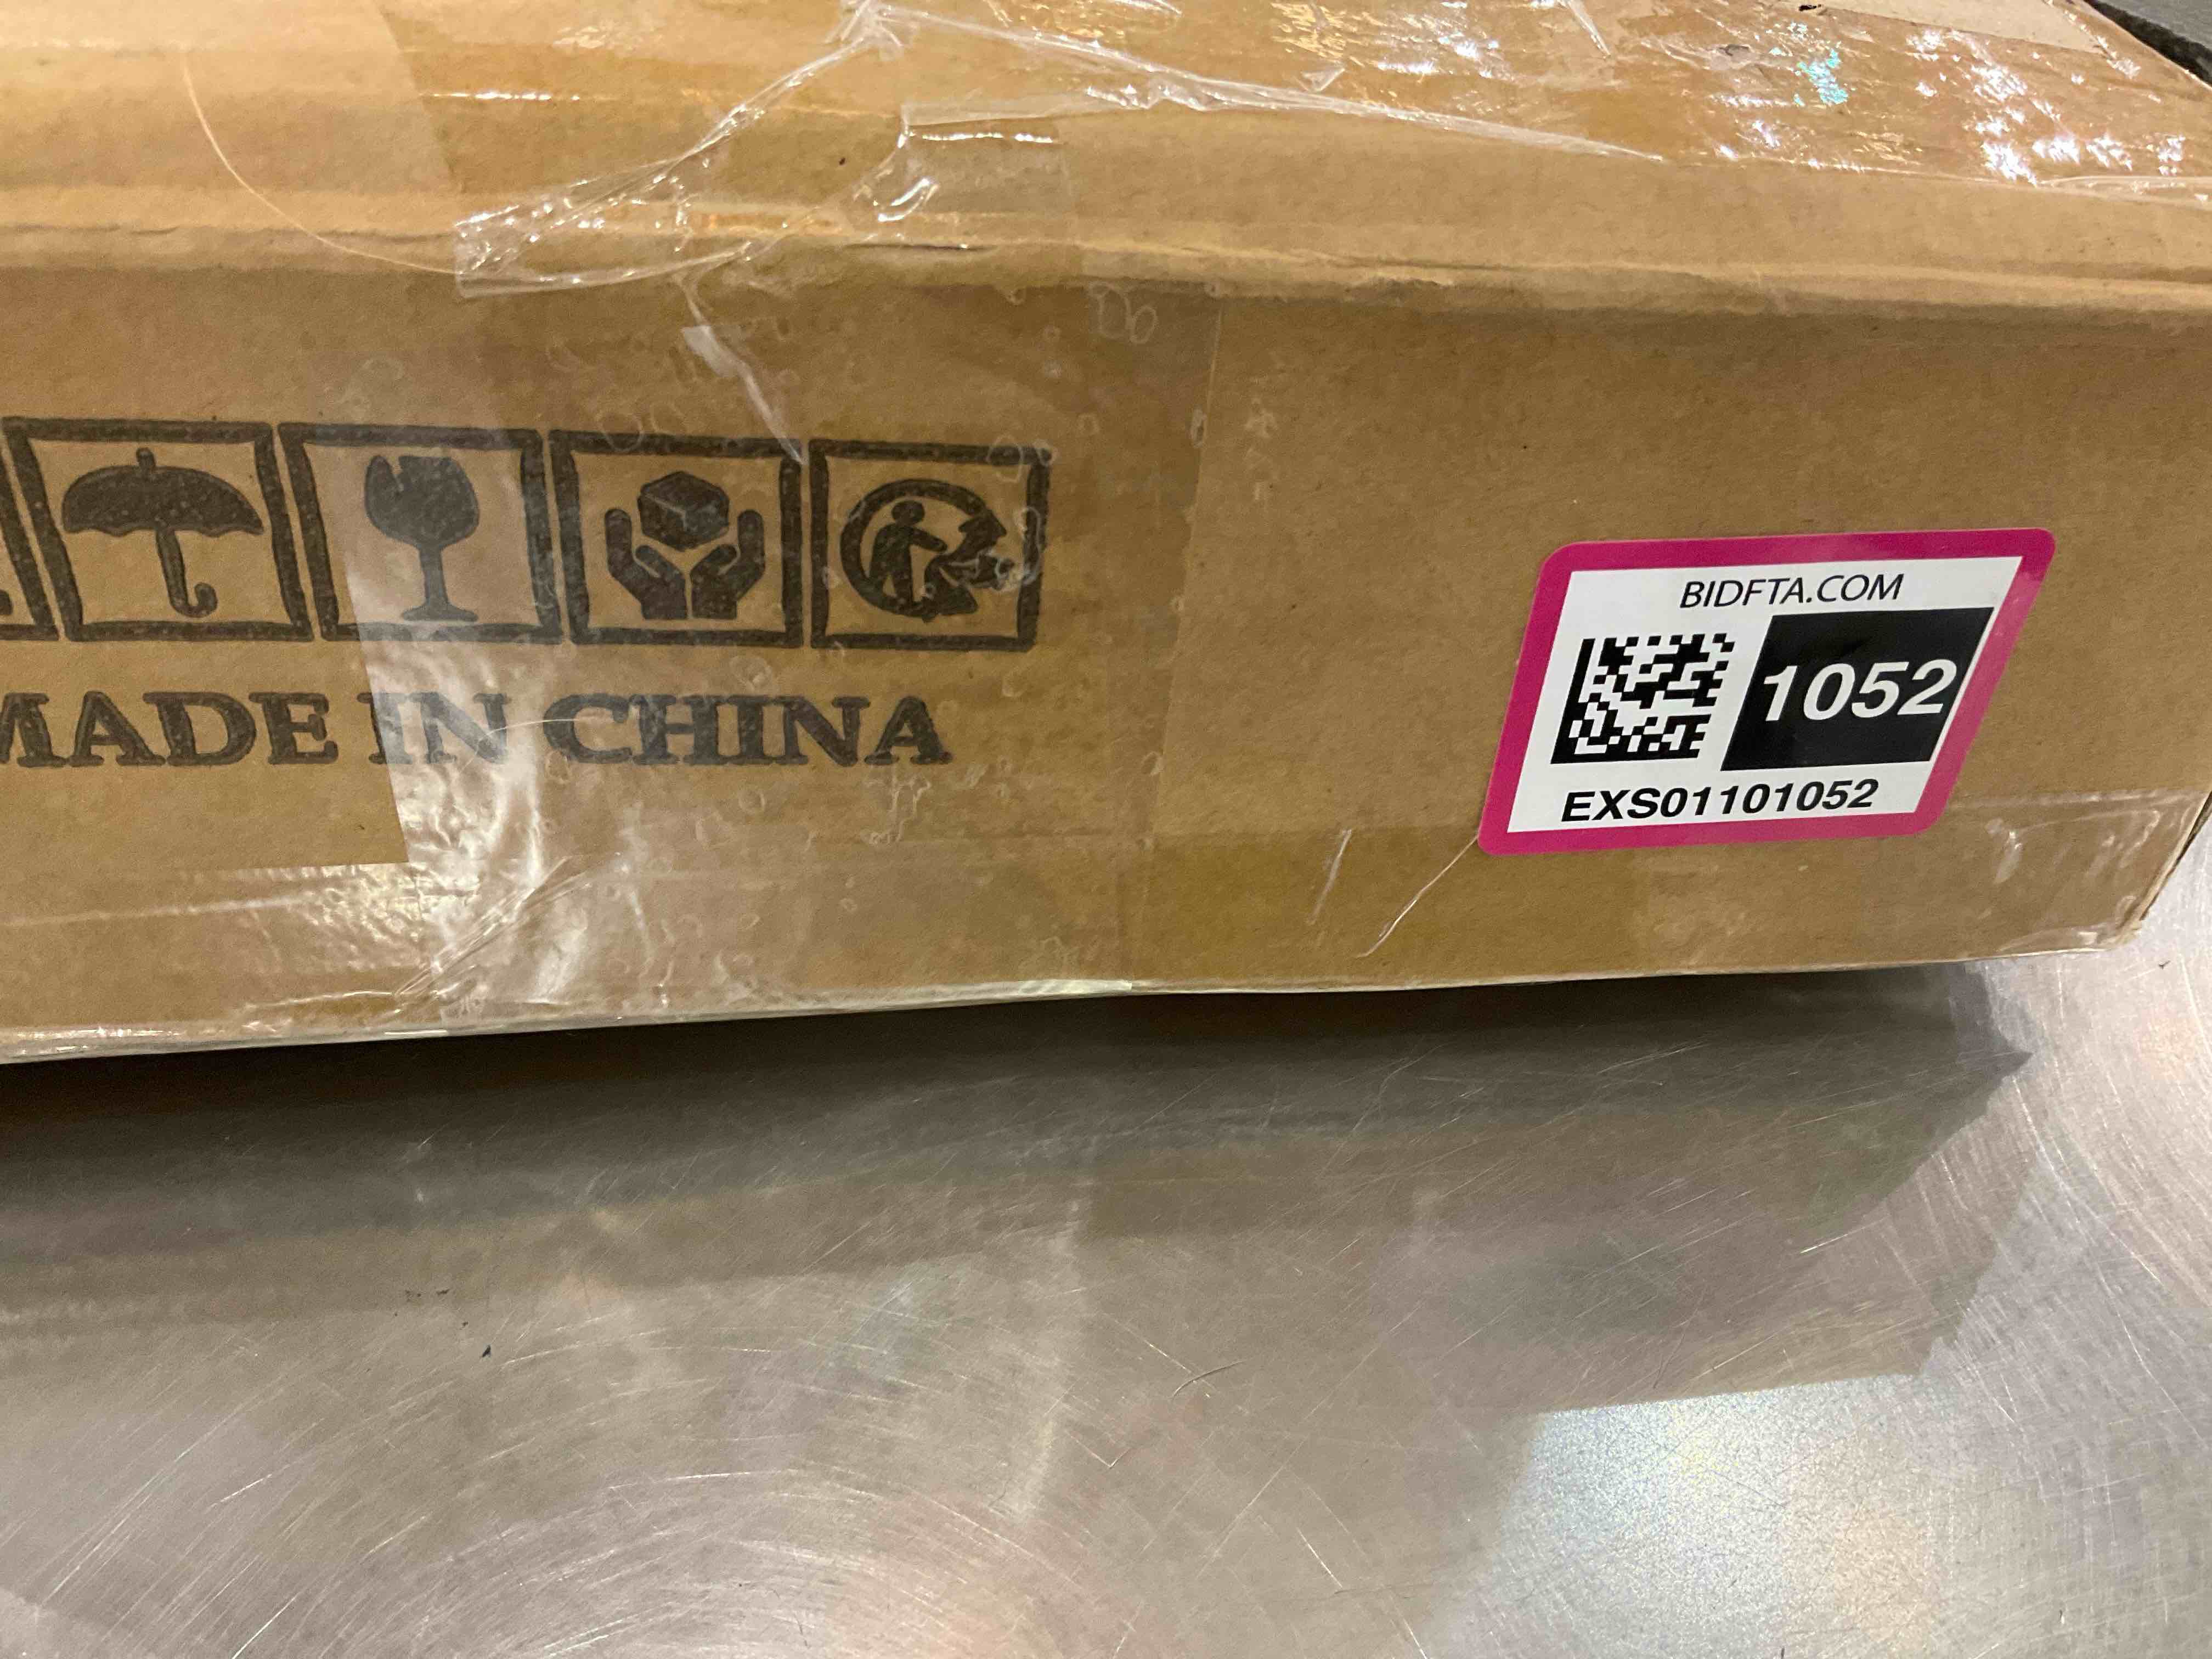 MADE IN CHINA
BIDFTA.COM
1052
EXS01101052